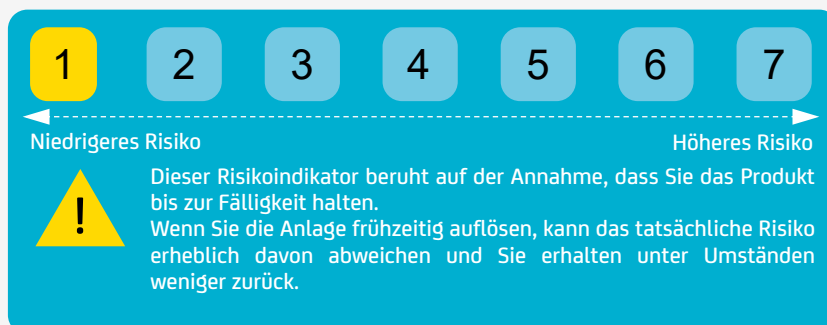 1 2 3 4 5 6 7
Niedrigeres Risiko Höheres Risiko
! Dieser Risikoindikator beruht auf der Annahme, dass Sie das Produkt
bis zur Fälligkeit halten.
Wenn Sie die Anlage frühzeitig auflösen, kann das tatsächliche Risiko
erheblich davon abweichen und Sie erhalten unter Umständen
weniger zurück.